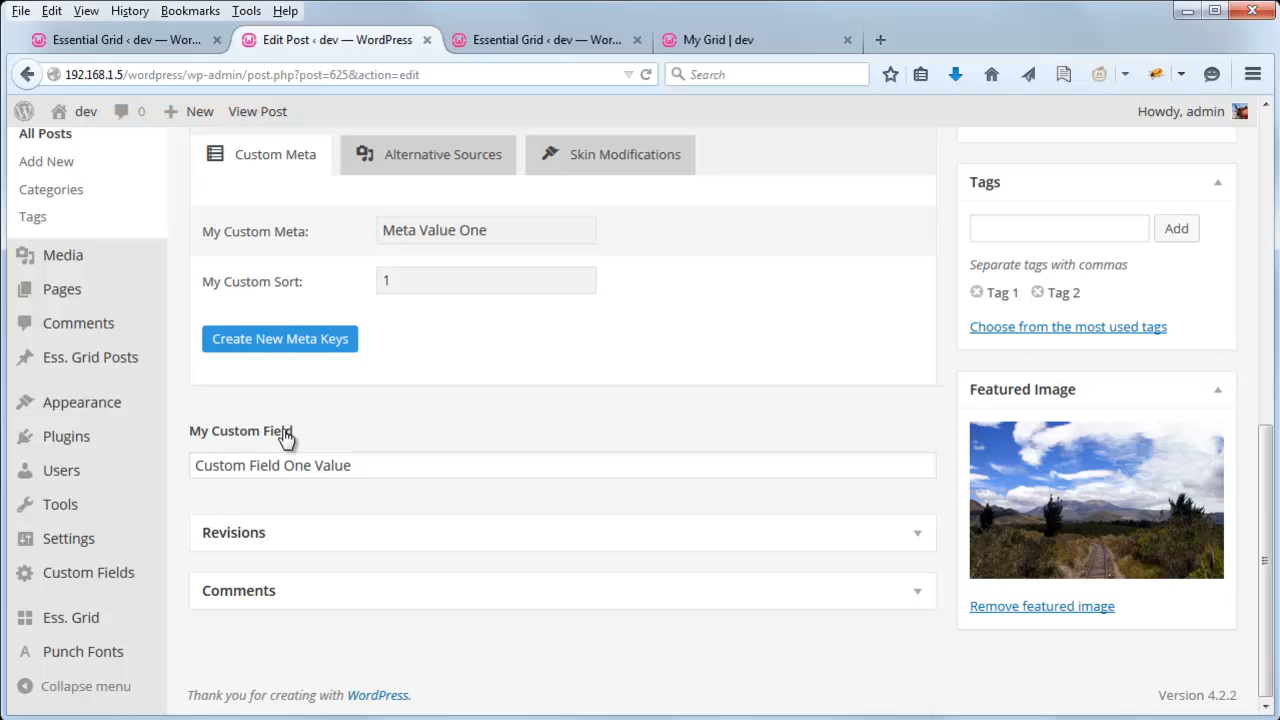 File Edit View History Bookmarks Tools Help
Essential Grid ‹ dev — Wor...
Edit Post ‹ dev — WordPress
Essential Grid ‹ dev — Wor...
My Grid | dev
192.168.1.5/wordpress/wp-admin/post.php?post=625&action=edit
Search
dev
0
New
View Post
Howdy, admin
All Posts
Add New
Categories
Tags
Media
Pages
Comments
Ess. Grid Posts
Appearance
Plugins
Users
Tools
Settings
Custom Fields
Ess. Grid
Punch Fonts
Collapse menu
Custom Meta
Alternative Sources
Skin Modifications
My Custom Meta:
Meta Value One
My Custom Sort:
1
Create New Meta Keys
My Custom Field
Custom Field One Value
Revisions
Comments
Tags
Add
Separate tags with commas
Tag 1
Tag 2
Choose from the most used tags
Featured Image
Remove featured image
Thank you for creating with WordPress.
Version 4.2.2